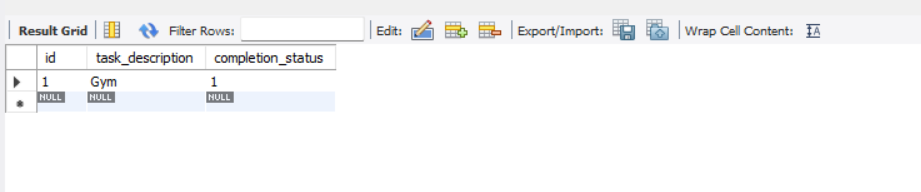 Result Grid Filter Rows: Edit: Export/Import: Wrap Cell Content: IA
id task_description completion_status
1 Gym 1
NULL NULL NULL